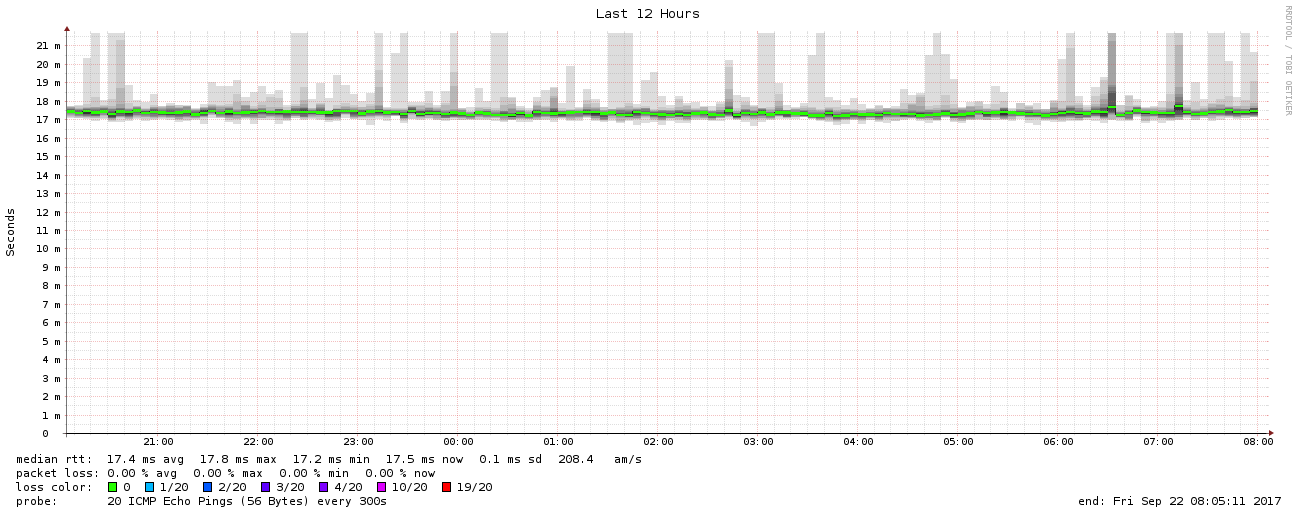 Last 12 Hours
RRDTOOL / TOBI OETIKER
Seconds
21 m
20 m
19 m
18 m
17 m
16 m
15 m
14 m
13 m
12 m
11 m
10 m
9 m
8 m
7 m
6 m
5 m
4 m
3 m
2 m
1 m
0
21:00 22:00 23:00 00:00 01:00 02:00 03:00 04:00 05:00 06:00 07:00 08:00
median rtt: 17.4 ms avg 17.8 ms max 17.2 ms min 17.5 ms now 0.1 ms sd 208.4 am/s
packet loss: 0.00 % avg 0.00 % max 0.00 % min 0.00 % now
loss color: 0 1/20 2/20 3/20 4/20 10/20 19/20
probe: 20 ICMP Echo Pings (56 Bytes) every 300s end: Fri Sep 22 08:05:11 2017